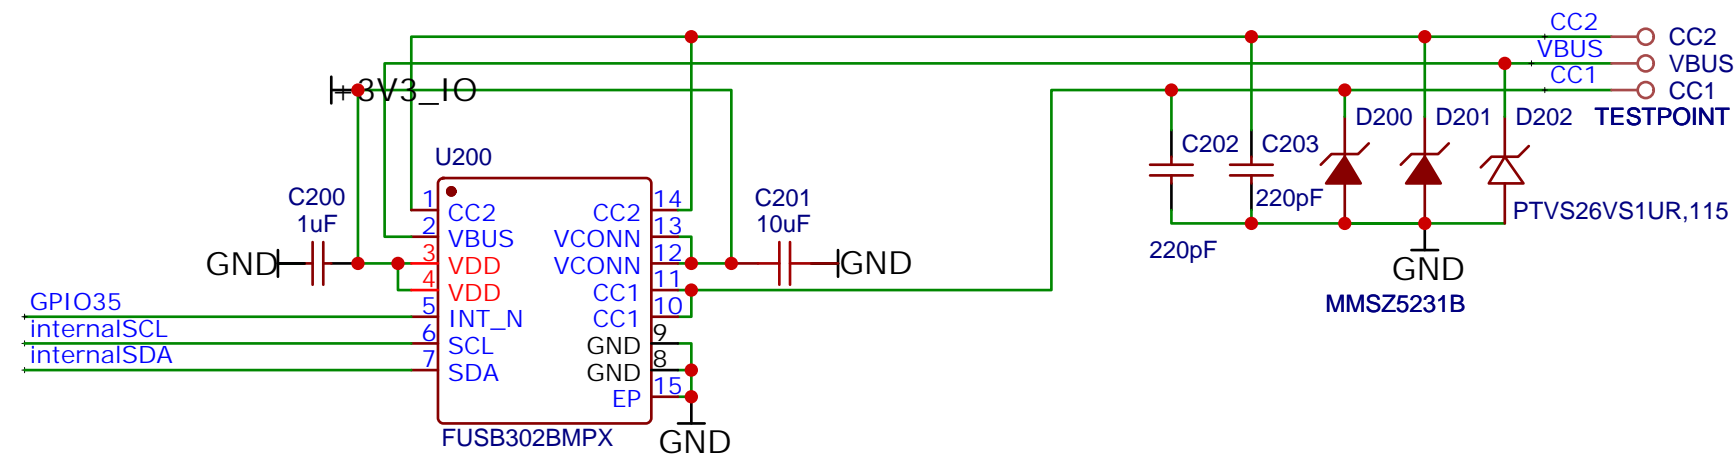 CC2
CC2
VBUS
VBUS
CC1
CC1
TESTPOINT
+3V3_IO
D200
D201
D202
C202
C203
220pF
220pF
PTVS26VS1UR,115
GND
MMSZ5231B
U200
C200
1uF
GND
C201
10uF
GND
1
CC2
2
VBUS
3
VDD
4
VDD
5
INT_N
6
SCL
7
SDA
14
CC2
13
VCONN
12
VCONN
11
CC1
10
CC1
9
GND
8
GND
15
EP
GPIO35
internalSCL
internalSDA
FUSB302BMPX
GND